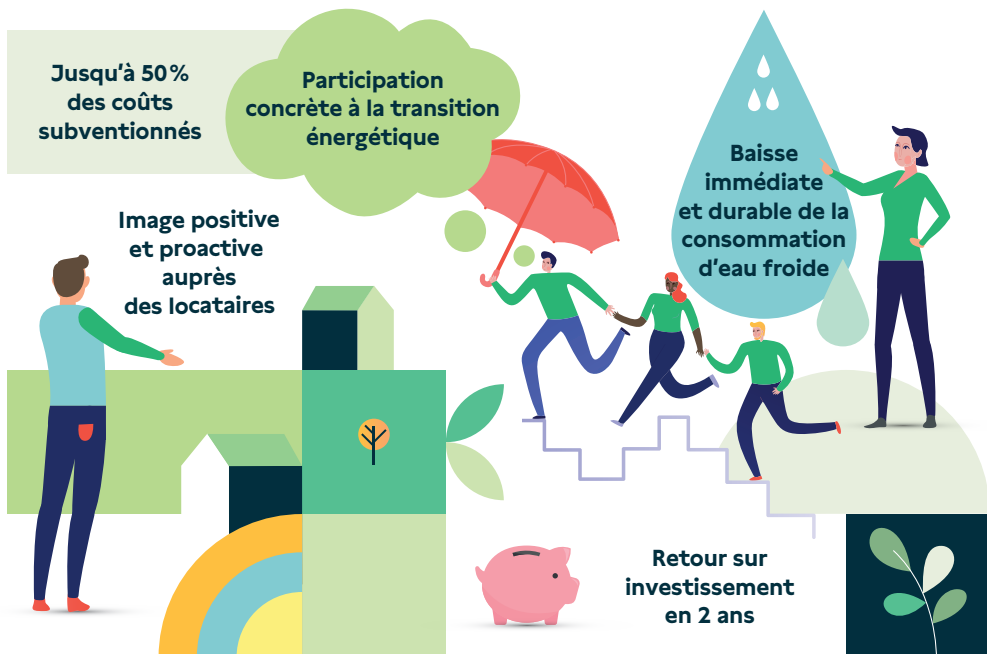 Jusqu'à 50%
des coûts
subventionnés
Participation
concrète à la transition
énergétique
Baisse
immédiate
et durable de la
consommation
d'eau froide
Image positive
et proactive
auprès
des locataires
Retour sur
investissement
en 2 ans